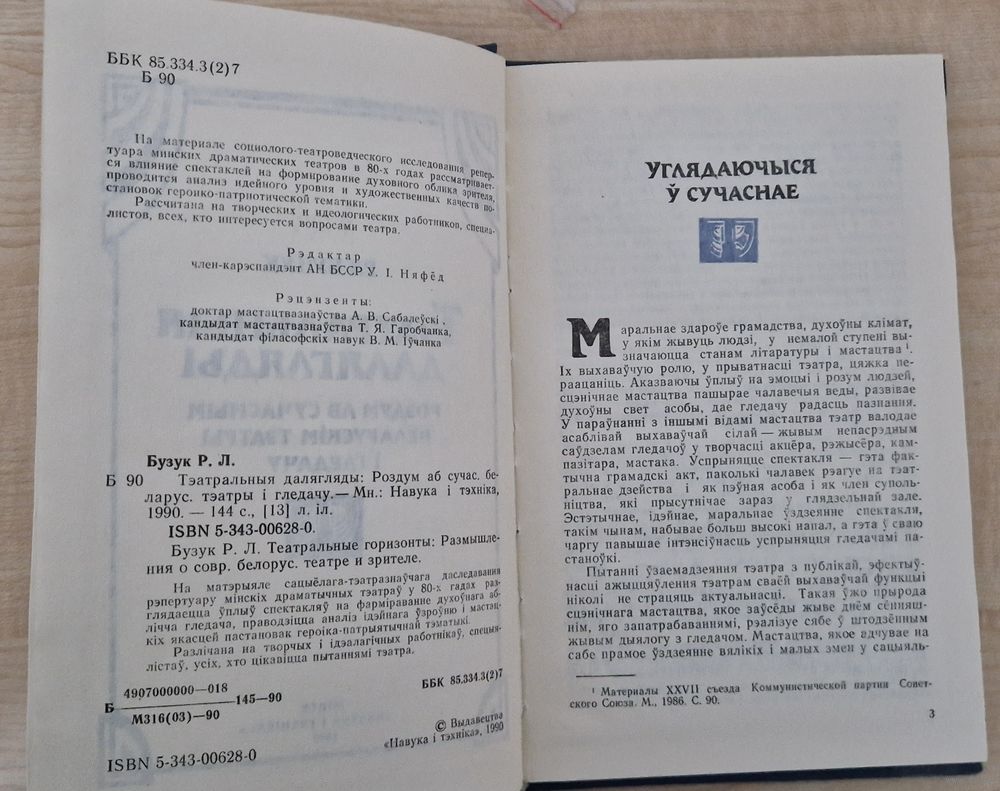 ББК 85.334.3(2)7
Б 90
На материале социолого-театроведческого исследования репер-
туара минских драматических театров в 80-х годах рассматривает-
ся влияние спектаклей на формирование духовного облика зрителя,
проводится анализ идейного уровня и художественных качеств по-
становок героико-патриотической тематики.
Рассчитана на творческих и идеологических работников, специа-
листов, всех, кто интересуется вопросами театра.
Рэдактар
член-карэспандэнт АН БССР У. І. Няфёд
Рэцэнзенты:
доктар мастацтвазнаўства А. В. Сабалеўскі,
кандыдат мастацтвазнаўства Т. Я. Гаробчанка,
кандыдат філасофскіх навук В. М. Іўчанка
Бузук Р. Л.
Б 90 Тэатральныя далягляды: Роздум аб сучас. бе-
ларус. тэатры і гледачу.— Мн.: Навука і тэхніка,
1990. — 144 с., [13] л. іл.
ISBN 5-343-00628-0.
Бузук Р. Л. Театральные горизонты: Размышле-
ния о совр. белорус. театре и зрителе.
На матэрыяле сацыёлага-тэатразнаўчага даследавания
рэпертуару мінскіх драматычных тэатраў у 80-х гадах раз-
глядаецца ўплыў спектакляў на фарміраванне духоўнага аб-
лічча гледача, праводзіцца аналіз ідэйнага ўзроўню і мастац-
кіх якасцей пастановак героіка-патрыятычнай тэматыкі.
Разлічана на творчых і ідэалагічных работнікаў, спецыя-
лістаў, усіх, хто цікавіцца пытаннямі тэатра.
4907000000—018
Б 145—90
М316(03)—90
ББК 85.334.3(2)7
© Выдавецтва
«Навука і тэхніка», 1990
ISBN 5-343-00628-0
УГЛЯДАЮЧЫСЯ
Ў СУЧАСНАЕ
Маральнае здароўе грамадства, духоўны клімат,
у якім жывуць людзі, у немалой ступені вы-
значаюцца станам літаратуры і мастацтва¹.
Іх выхаваўчую ролю, у прыватнасці тэатра, цяжка пе-
раацаніць. Аказваючы ўплыў на эмоцыі і розум людзей,
сцэнічнае мастацтва пашырае чалавечыя веды, развівае
духоўны свет асобы, дае гледачу радасць пазнання.
У параўнанні з іншымі відамі мастацтва тэатр валодае
асаблівай выхаваўчай сілай — жывым непасрэдным
саўдзелам гледачоў у творчасці акцёра, рэжысёра, кам-
пазітара, мастака. Успрыняцце спектакля — гэта фак-
тычна грамадскі акт, паколькі чалавек рэагуе на тэат-
ральнае дзейства і як пэўная асоба і як член суполь-
ніцтва, які прысутнічае зараз у глядзельнай зале.
Эстэтычнае, ідэйнае, маральнае ўздзеянне спектакля,
такім чынам, набывае больш высокі напал, а гэта ў сваю
чаргу павышае інтэнсіўнасць успрыняцця гледачамі па-
станоўкі.
Пытанні ўзаемадзеяння тэатра з публікай, эфектыў-
насці ажыццяўлення тэатрам сваёй выхаваўчай функцыі
ніколі не страцяць актуальнасці. Такая ўжо прырода
сцэнічнага мастацтва, якое заўсёды жыве днём сённяш-
нім, яго запатрабаваннямі, рэалізуе сябе ў штодзённым
жывым дыялогу з гледачом. Мастацтва, якое адчувае на
сабе прамое ўздзеянне вялікіх і малых змен у сацыяль-
¹ Материалы XXVII съезда Коммунистической партии Совет-
ского Союза. М., 1986. С. 90.
3